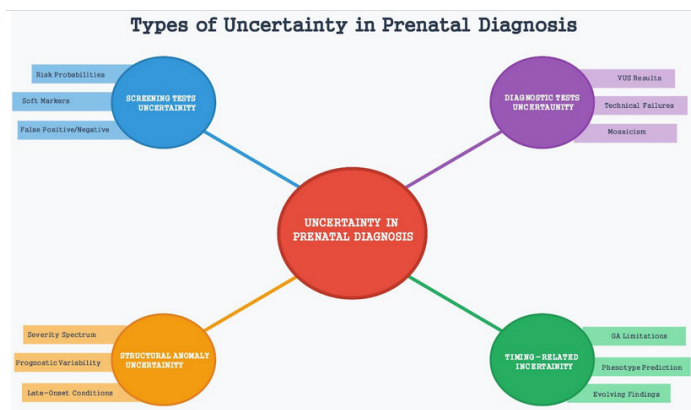 Types of Uncertainty in Prenatal Diagnosis
Risk Probabilities
Soft Markers
False Positive/Negative
SCREENING TESTS
UNCERTAINITY
DIAGNOSTIC TESTS
UNCERTAUNITY
VUS Results
Technical Failures
Mosaicism
UNCERTAINTY IN
PRENATAL DIAGNOSIS
Severity Spectrum
Prognostic Variability
Late-Onset Conditions
STRUCTURAL ANOMALY
UNCERTAINITY
TIMING-RELATED
INCERTAINITY
GA Limitations
Phenotype Prediction
Evolving Findings